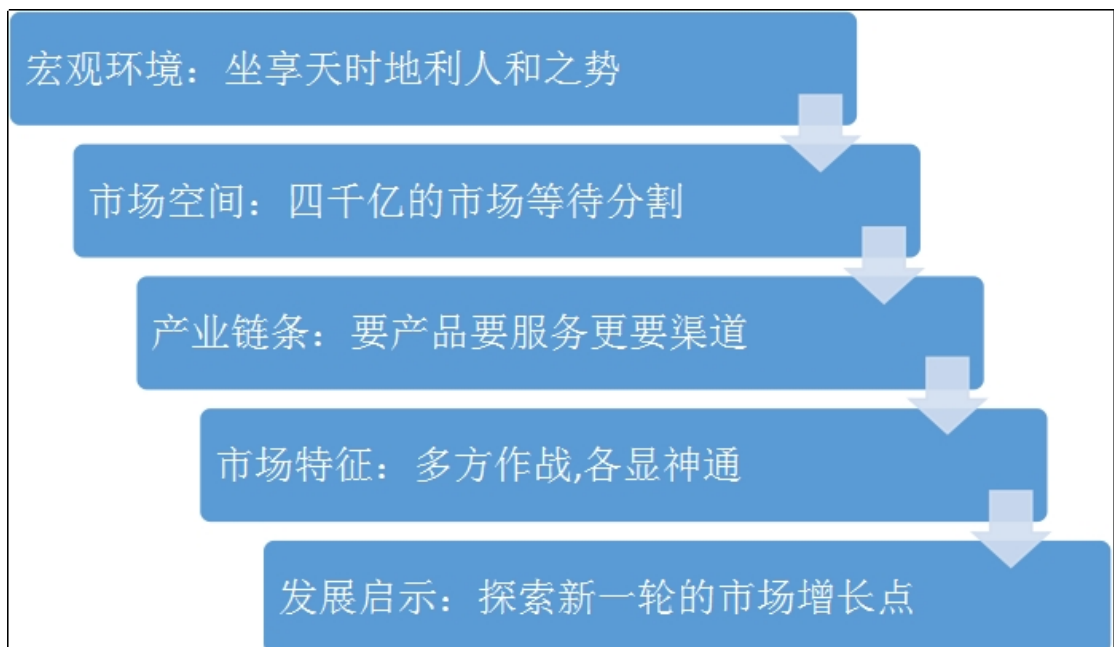 宏观环境：坐享天时地利人和之势
市场空间：四千亿的市场等待分割
产业链条：要产品要服务更要渠道
市场特征：多方作战,各显神通
发展启示：探索新一轮的市场增长点